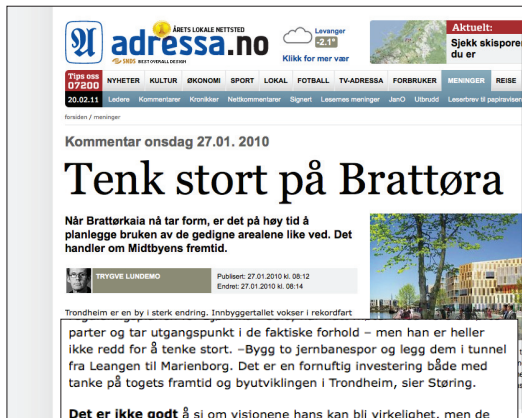 ÅRETS LOKALE NETTSTED
adressa.no
SNDS BEST OVERALL DESIGN
Levanger
-2.1°
Klikk for mer vær
Aktuelt:
Sjekk skispore
du er
Tips oss
07200
NYHETER KULTUR ØKONOMI SPORT LOKAL FOTBALL TV-ADRESSA FORBRUKER MENINGER REISE
20.02.11 Ledere Kommentarer Kronikker Nettkommentarer Signert Lesernes meninger JanO Utbrudd Leserbrev til papiravisen
forsiden / meninger
Kommentar onsdag 27.01. 2010
Tenk stort på Brattøra
Når Brattørkaia nå tar form, er det på høy tid å
planlegge bruken av de gedigne arealene like ved. Det
handler om Midtbyens fremtid.
TRYGVE LUNDEMO
Publisert: 27.01.2010 kl. 08:12
Endret: 27.01.2010 kl. 08:14
Trondheim er en by i sterk endring. Innbyggertallet vokser i rekordfart
parter og tar utgangspunkt i de faktiske forhold – men han er heller
ikke redd for å tenke stort. –Bygg to jernbanespor og legg dem i tunnel
fra Leangen til Marienborg. Det er en fornuftig investering både med
tanke på togets framtid og byutviklingen i Trondheim, sier Støring.
Det er ikke godt å si om visjonene hans kan bli virkelighet, men de